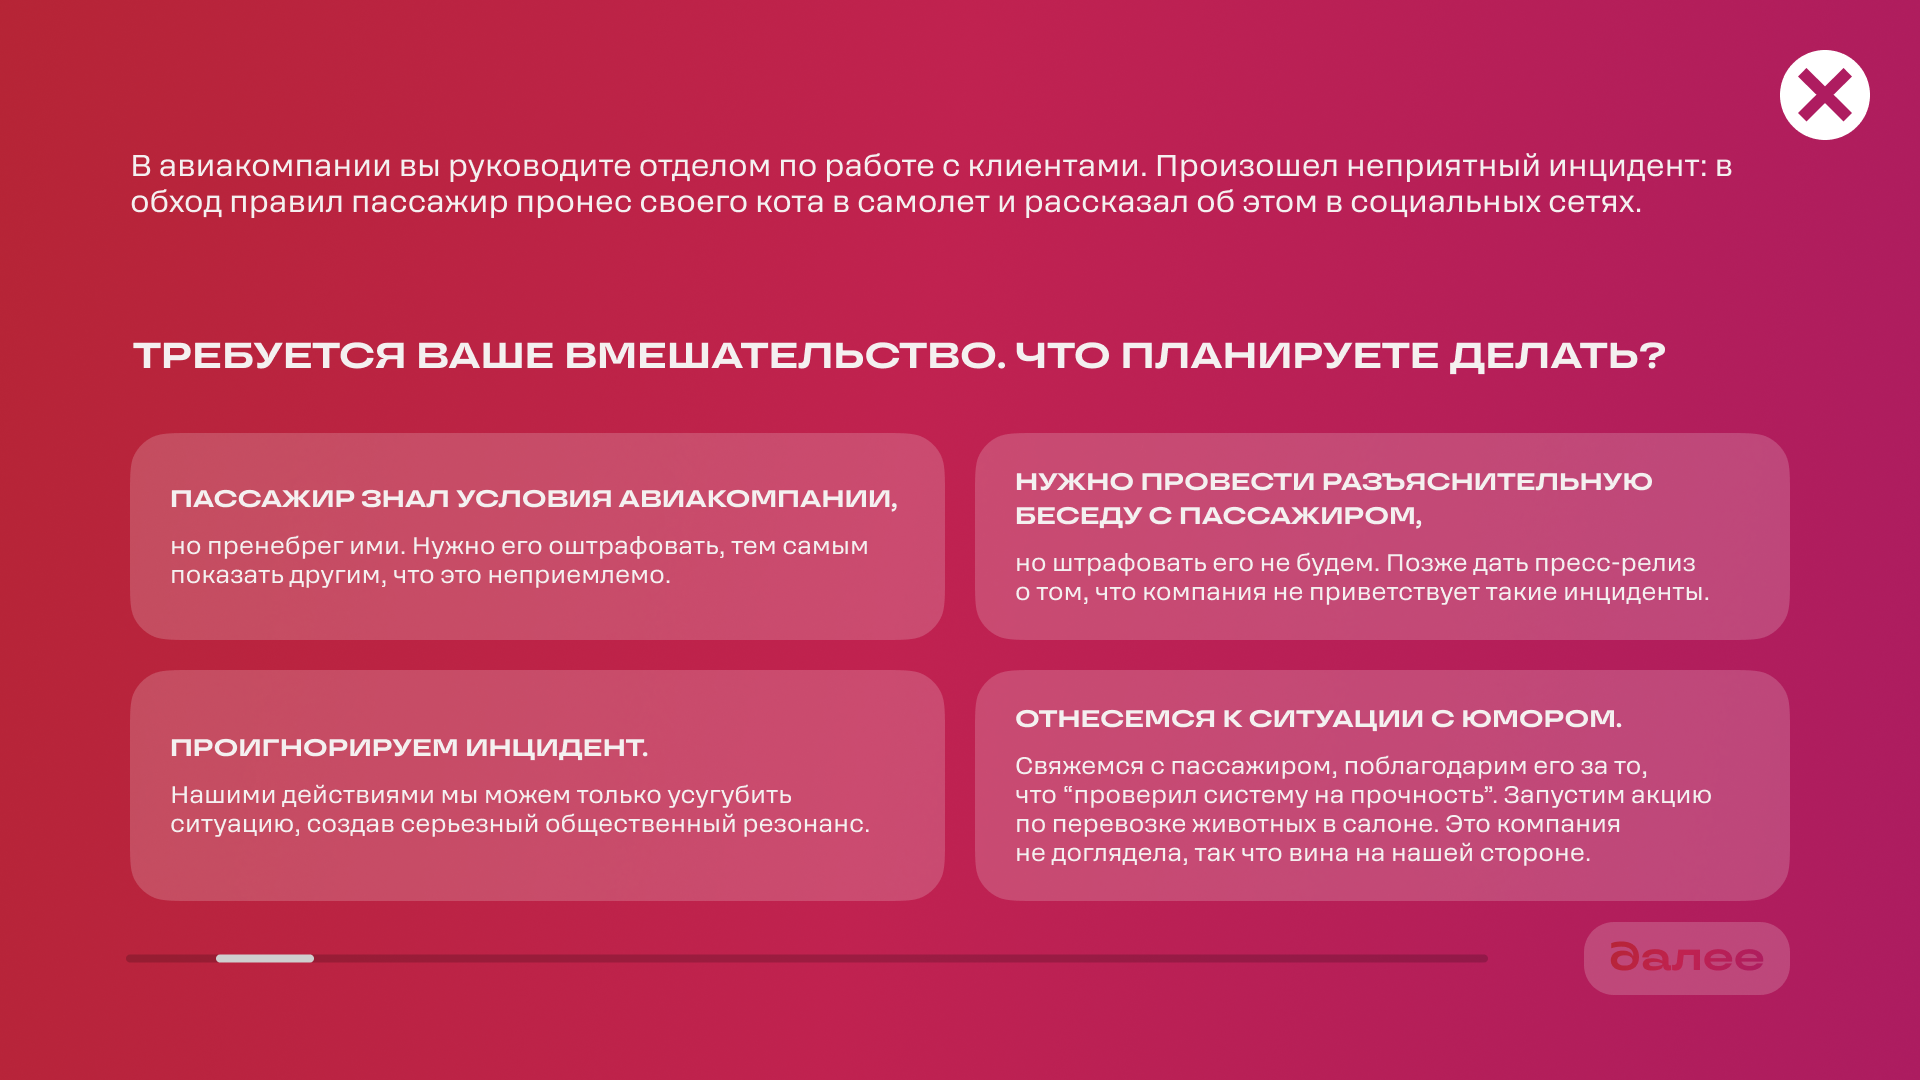 В авиакомпании вы руководите отделом по работе с клиентами. Произошел неприятный инцидент: в
обход правил пассажир пронес своего кота в самолет и рассказал об этом в социальных сетях.
ТРЕБУЕТСЯ ВАШЕ ВМЕШАТЕЛЬСТВО. ЧТО ПЛАНИРУЕТЕ ДЕЛАТЬ?
ПАССАЖИР ЗНАЛ УСЛОВИЯ АВИАКОМПАНИИ,
но пренебрег ими. Нужно его оштрафовать, тем самым
показать другим, что это неприемлемо.
НУЖНО ПРОВЕСТИ РАЗЪЯСНИТЕЛЬНУЮ
БЕСЕДУ С ПАССАЖИРОМ,
но штрафовать его не будем. Позже дать пресс-релиз
о том, что компания не приветствует такие инциденты.
ПРОИГНОРИРУЕМ ИНЦИДЕНТ.
Нашими действиями мы можем только усугубить
ситуацию, создав серьезный общественный резонанс.
ОТНЕСЕМСЯ К СИТУАЦИИ С ЮМОРОМ.
Свяжемся с пассажиром, поблагодарим его за то,
что “проверил систему на прочность”. Запустим акцию
по перевозке животных в салоне. Это компания
не доглядела, так что вина на нашей стороне.
далее